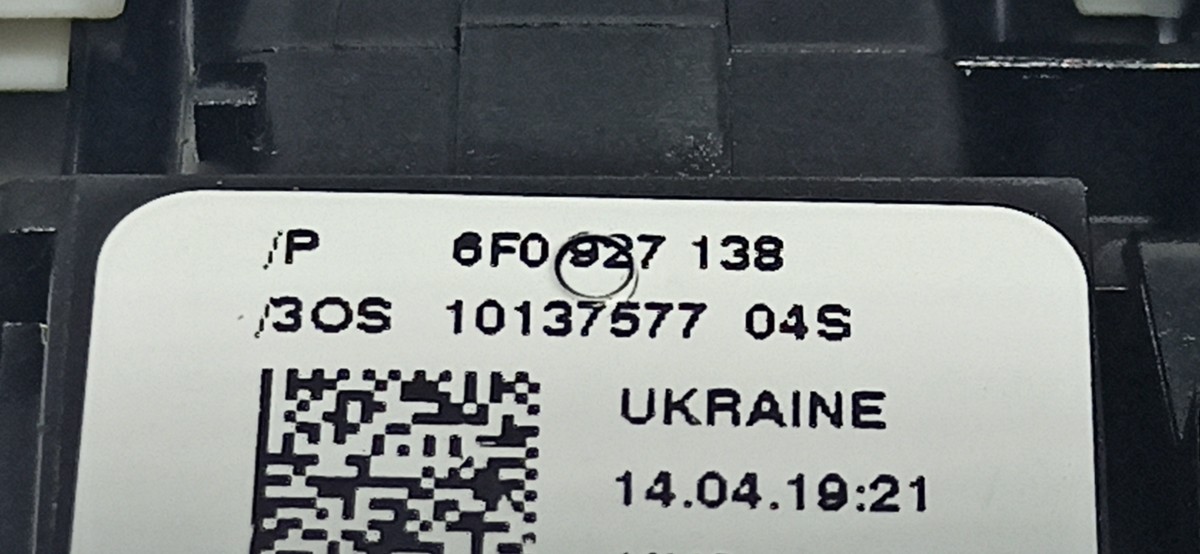 /P 6F0 927 138
/3OS 10137577 04S
UKRAINE
14.04.19:21